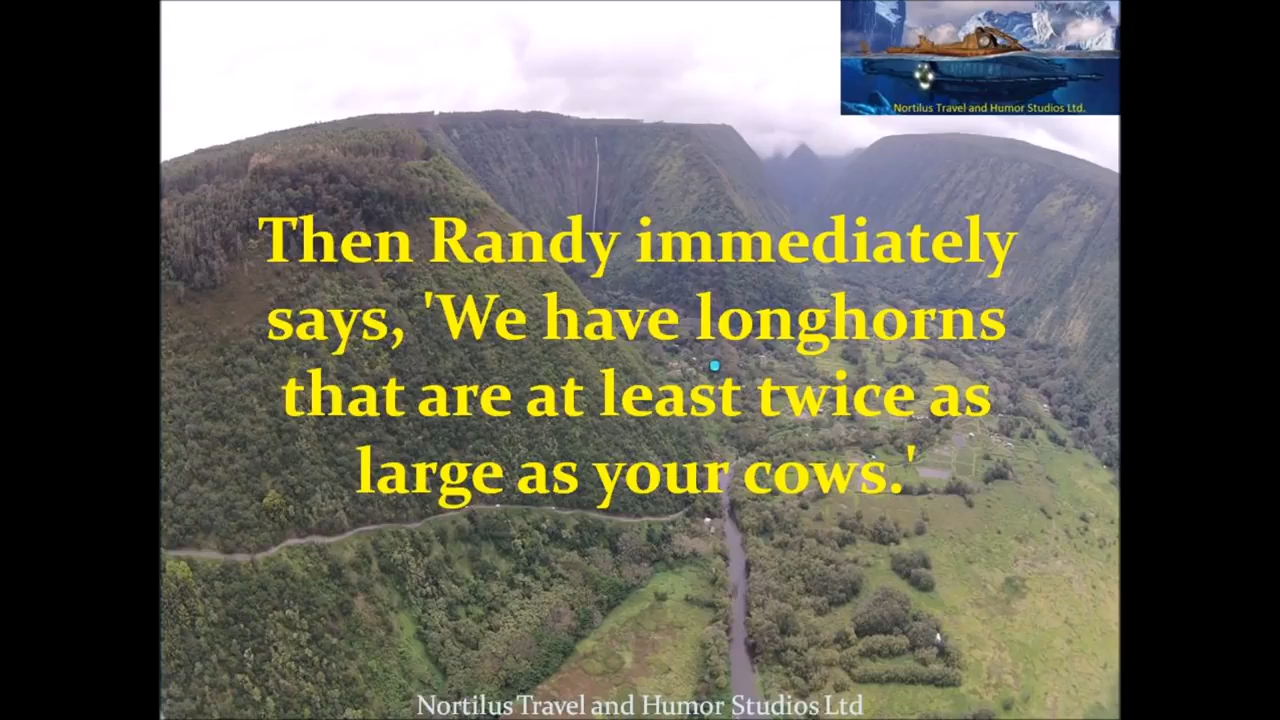 Nortilus Travel and Humor Studios Ltd.
Then Randy immediately
says, 'We have longhorns
that are at least twice as
large as your cows.'
Nortilus Travel and Humor Studios Ltd